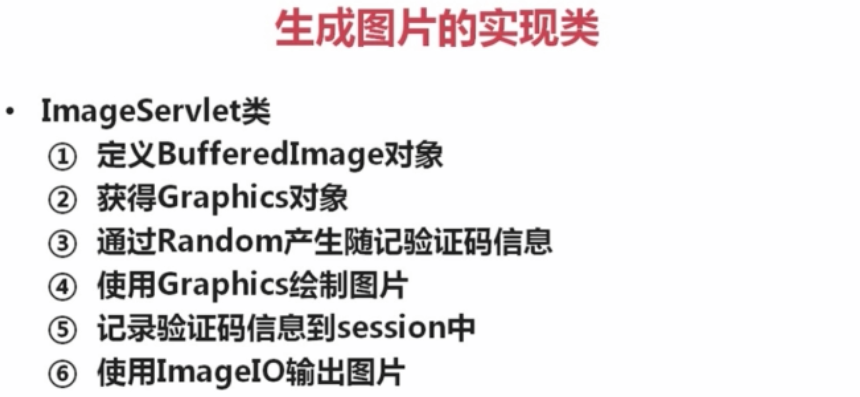 生成图片的实现类
• ImageServlet类
① 定义BufferedImage对象
② 获得Graphics对象
③ 通过Random产生随记验证码信息
④ 使用Graphics绘制图片
⑤ 记录验证码信息到session中
⑥ 使用ImageIO输出图片